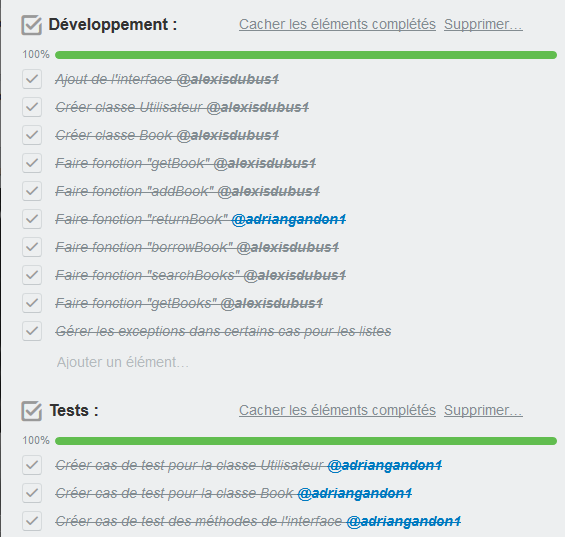 Développement :
Cacher les éléments complétés Supprimer...
100%
Ajout de l'interface @alexisdubus1
Créer classe Utilisateur @alexisdubus1
Créer classe Book @alexisdubus1
Faire fonction "getBook" @alexisdubus1
Faire fonction "addBook" @alexisdubus1
Faire fonction "returnBook" @adriangandon1
Faire fonction "borrowBook" @alexisdubus1
Faire fonction "searchBooks" @alexisdubus1
Faire fonction "getBooks" @alexisdubus1
Gérer les exceptions dans certains cas pour les listes
Ajouter un élément...
Tests :
Cacher les éléments complétés Supprimer...
100%
Créer cas de test pour la classe Utilisateur @adriangandon1
Créer cas de test pour la classe Book @adriangandon1
Créer cas de test des méthodes de l'interface @adriangandon1